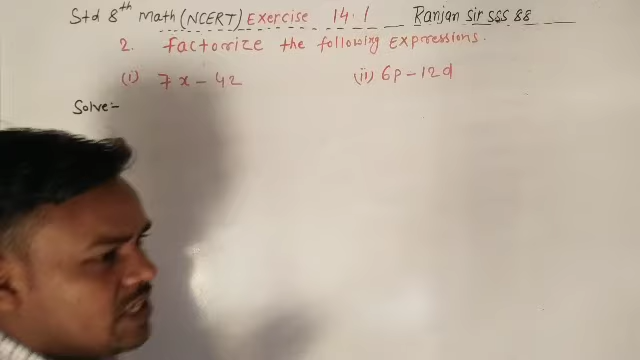 Std 8th Math (NCERT) Exercise 14.1 Ranjan sir sss 88
2. Factorize the following Expressions.
(i) 7x - 42 (ii) 6p - 12q
Solve:-